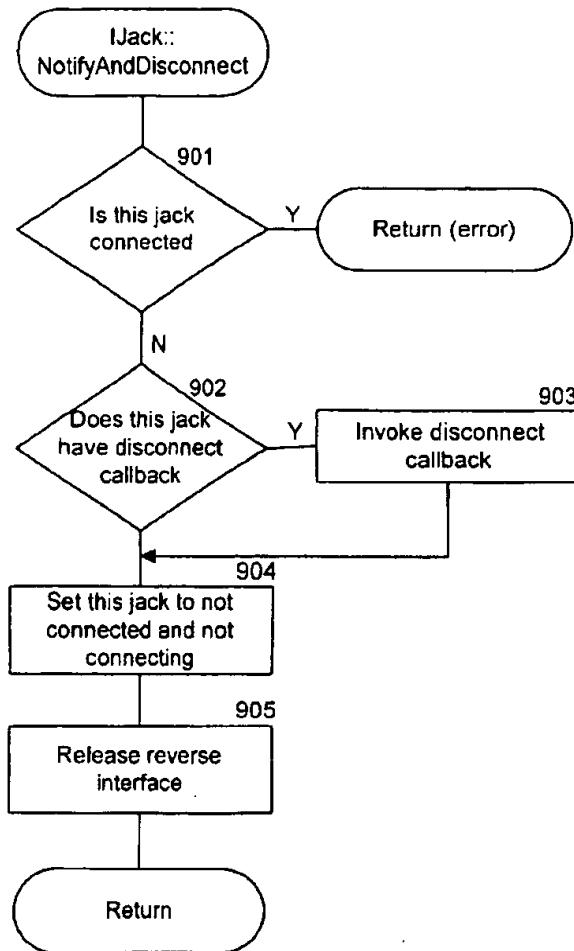 IJack::
NotifyAndDisconnect
901
Is this jack
connected
Y
Return (error)
N
902
Does this jack
have disconnect
callback
Y
903
Invoke disconnect
callback
904
Set this jack to not
connected and not
connecting
905
Release reverse
interface
Return